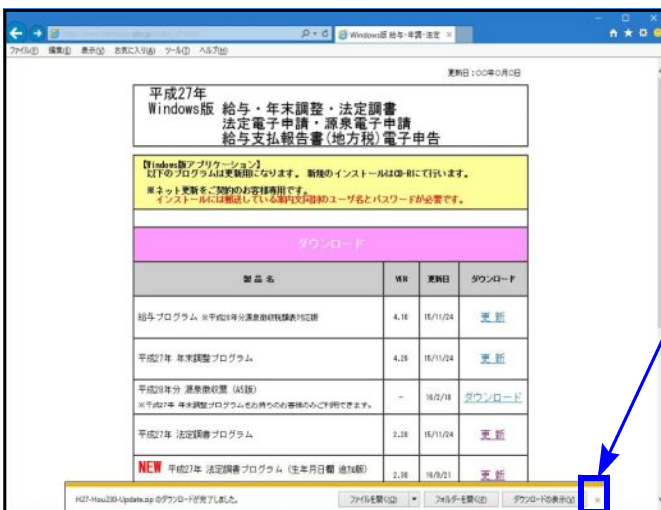 Windows版 給与・年調・法定 ×
ファイル(F) 編集(E) 表示(V) お気に入り(A) ツール(T) ヘルプ(H)
更新日:00年0月0日
平成27年
Windows版 給与・年末調整・法定調書
法定電子申請・源泉電子申請
給与支払報告書(地方税)電子申告
【Windows版アプリケーション】
以下のプログラムは更新用になります。 新規のインストールはCD-Rにて行います。
※ネット更新をご契約のお客様専用です。
インストールには郵送している案内文同封のユーザ名とパスワードが必要です。
ダウンロード
製 品 名 VER 更新日 ダウンロード
給与プログラム ※平成28年分源泉徴収税額表対応版 4.10 15/11/24 更 新
平成27年 年末調整プログラム 4.20 15/11/24 更 新
平成28年分 源泉徴収票 (A5版) - 16/2/18 ダウンロード
※平成27年 年末調整プログラムをお持ちのお客様のみご利用できます。
平成27年 法定調書プログラム 2.20 15/11/24 更 新
NEW 平成27年 法定調書プログラム (生年月日欄 追加版) 2.30 16/9/21 更 新
H27-Hou230-Update.zip のダウンロードが完了しました。 ファイルを開く(O) フォルダーを開く(P) ダウンロードの表示(V) ×